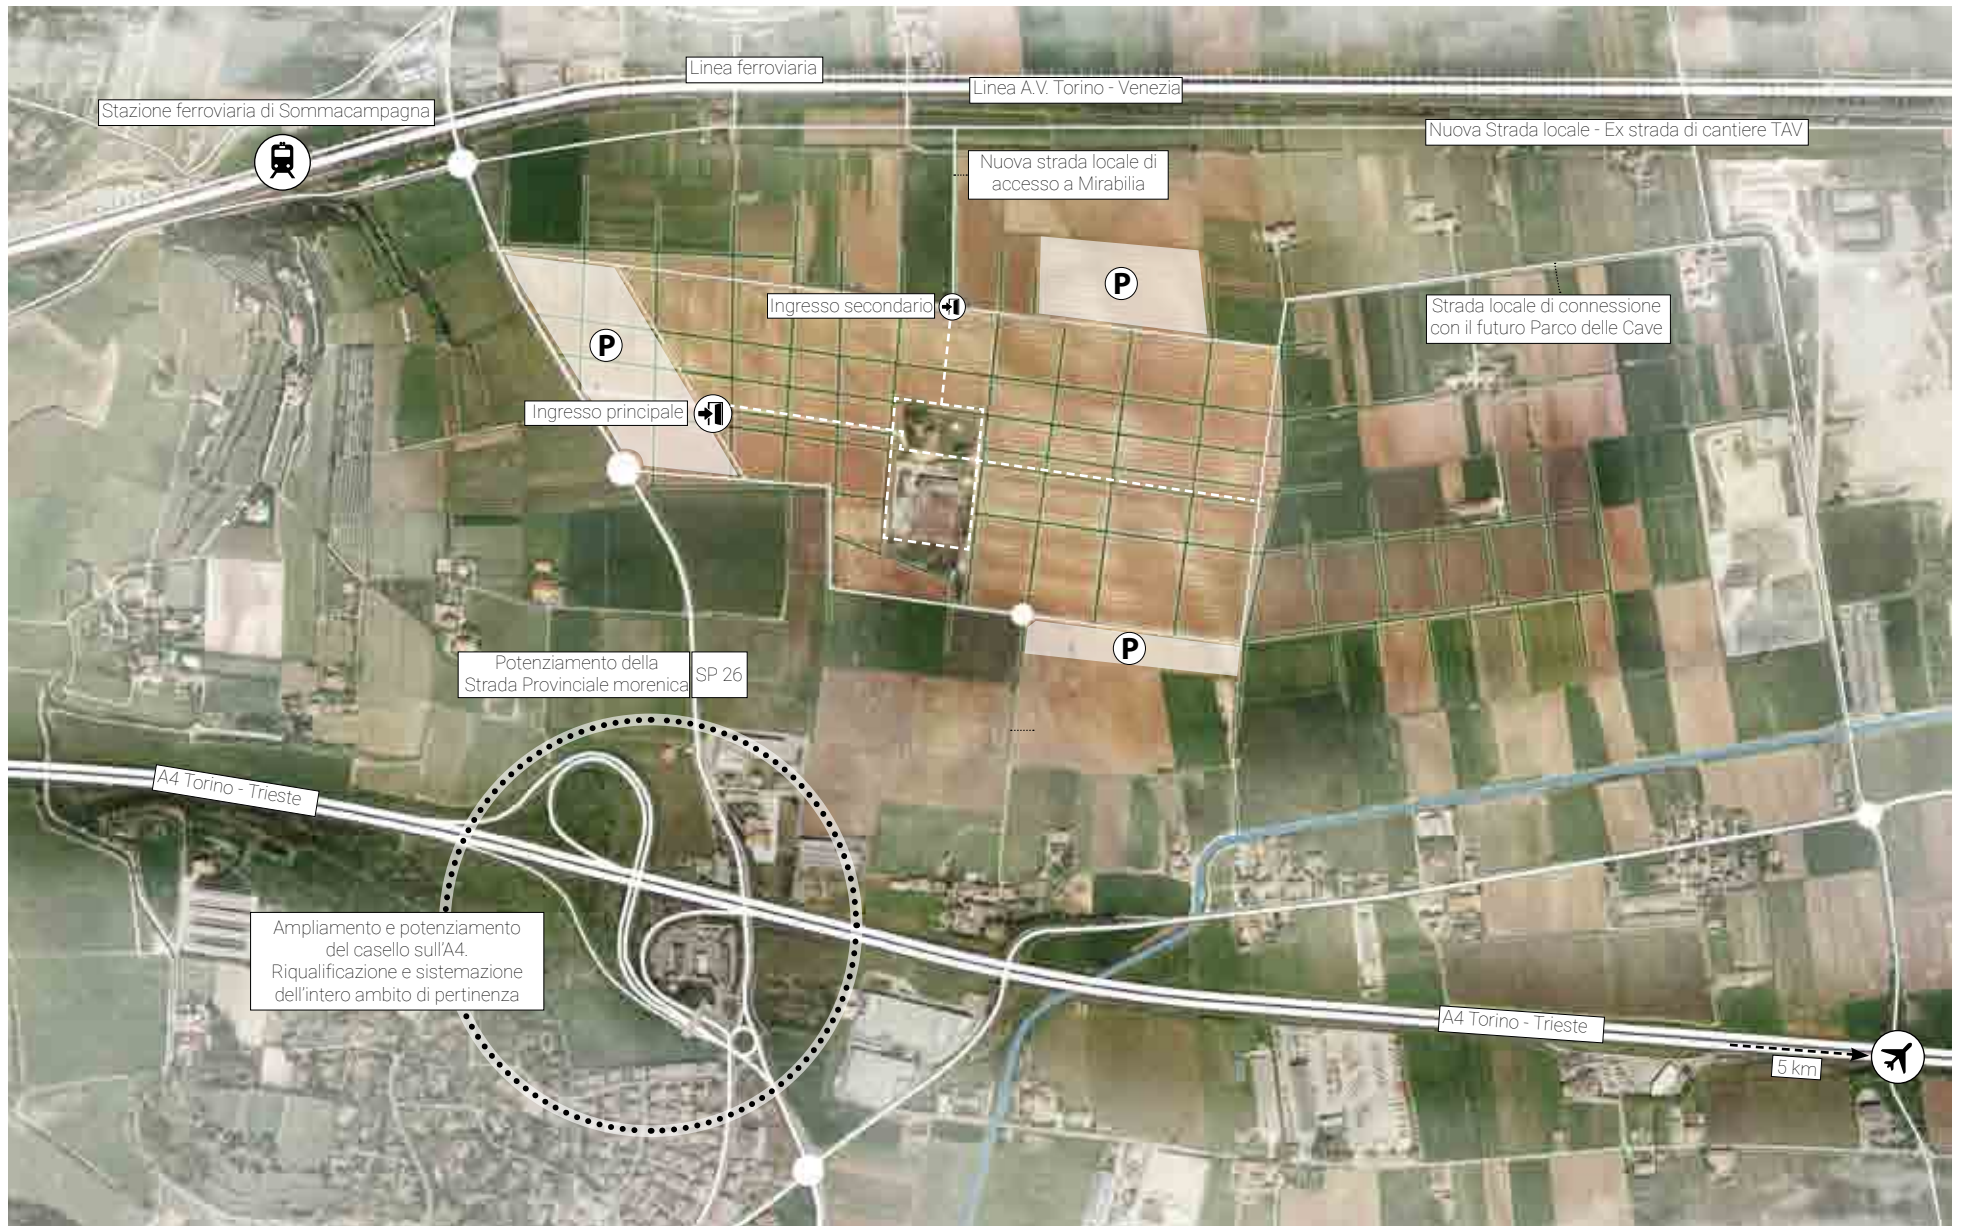 Linea ferroviaria
Linea A.V. Torino - Venezia
Stazione ferroviaria di Sommacampagna
Nuova Strada locale - Ex strada di cantiere TAV
Nuova strada locale di
accesso a Mirabilia
P
Ingresso secondario
Strada locale di connessione
con il futuro Parco delle Cave
P
Ingresso principale
P
Potenziamento della
Strada Provinciale morenica
SP 26
A4 Torino - Trieste
Ampliamento e potenziamento
del casello sull'A4.
Riqualificazione e sistemazione
dell'intero ambito di pertinenza
A4 Torino - Trieste
5 km